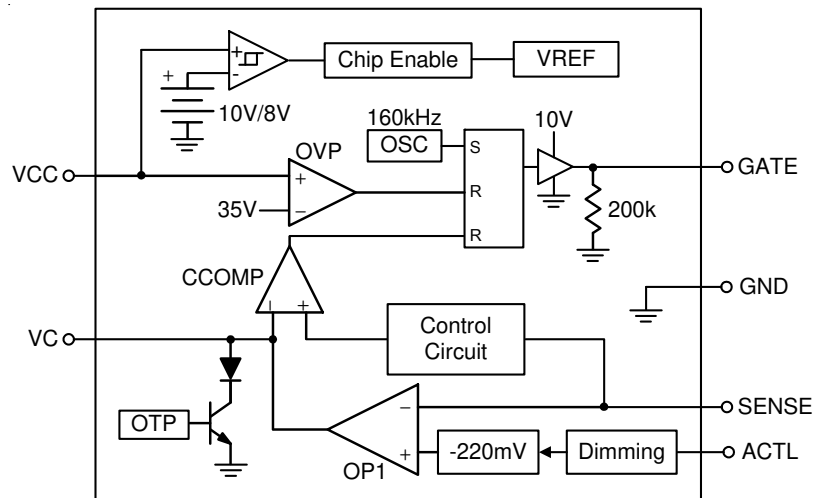 +
-
+
10V/8V
Chip Enable
VREF
160kHz
OSC
10V
OVP
S
VCC
+
R
GATE
35V
−
200k
R
CCOMP
− +
GND
VC
Control
Circuit
−
SENSE
OTP
+
-220mV
Dimming
ACTL
OP1